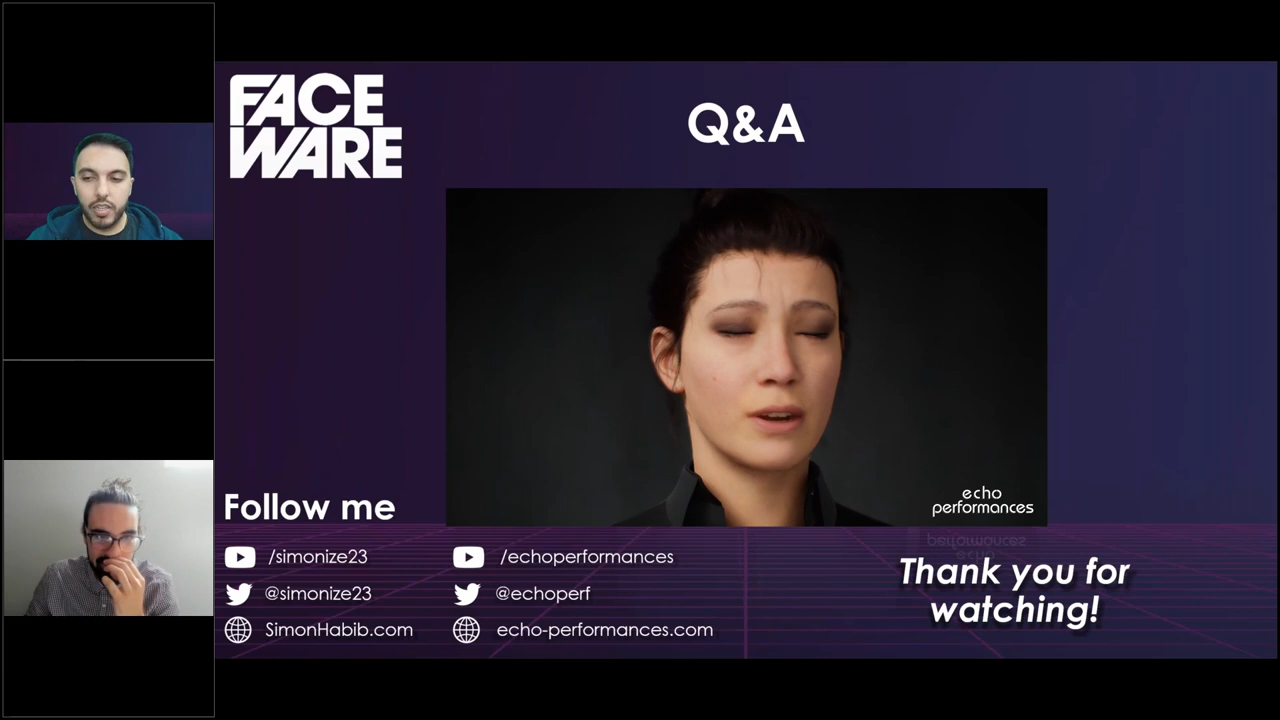 FACE
WARE
Q&A
echo
performances
Follow me
/simonize23
@simonize23
SimonHabib.com
/echoperformances
@echoperf
echo-performances.com
Thank you for
watching!